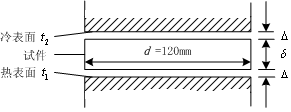 冷表面 t₂
试件
热表面 t₁
d =120mm
Δ
δ
Δ